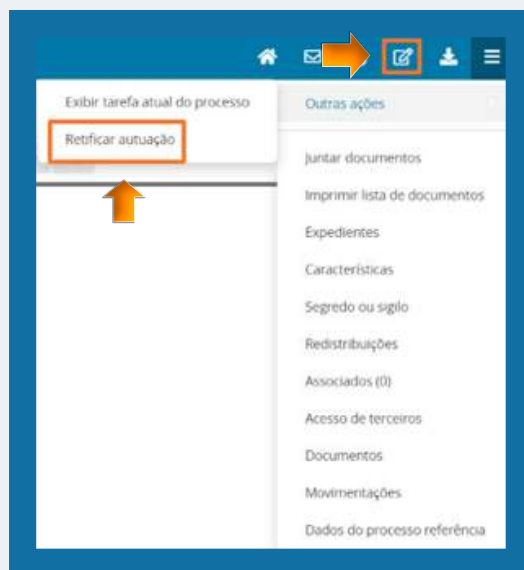 Exibir tarefa atual do processo
Retificar autuação
Outras ações
Juntar documentos
Imprimir lista de documentos
Expedientes
Características
Segredo ou sigilo
Redistribuições
Associados (0)
Acesso de terceiros
Documentos
Movimentações
Dados do processo referência